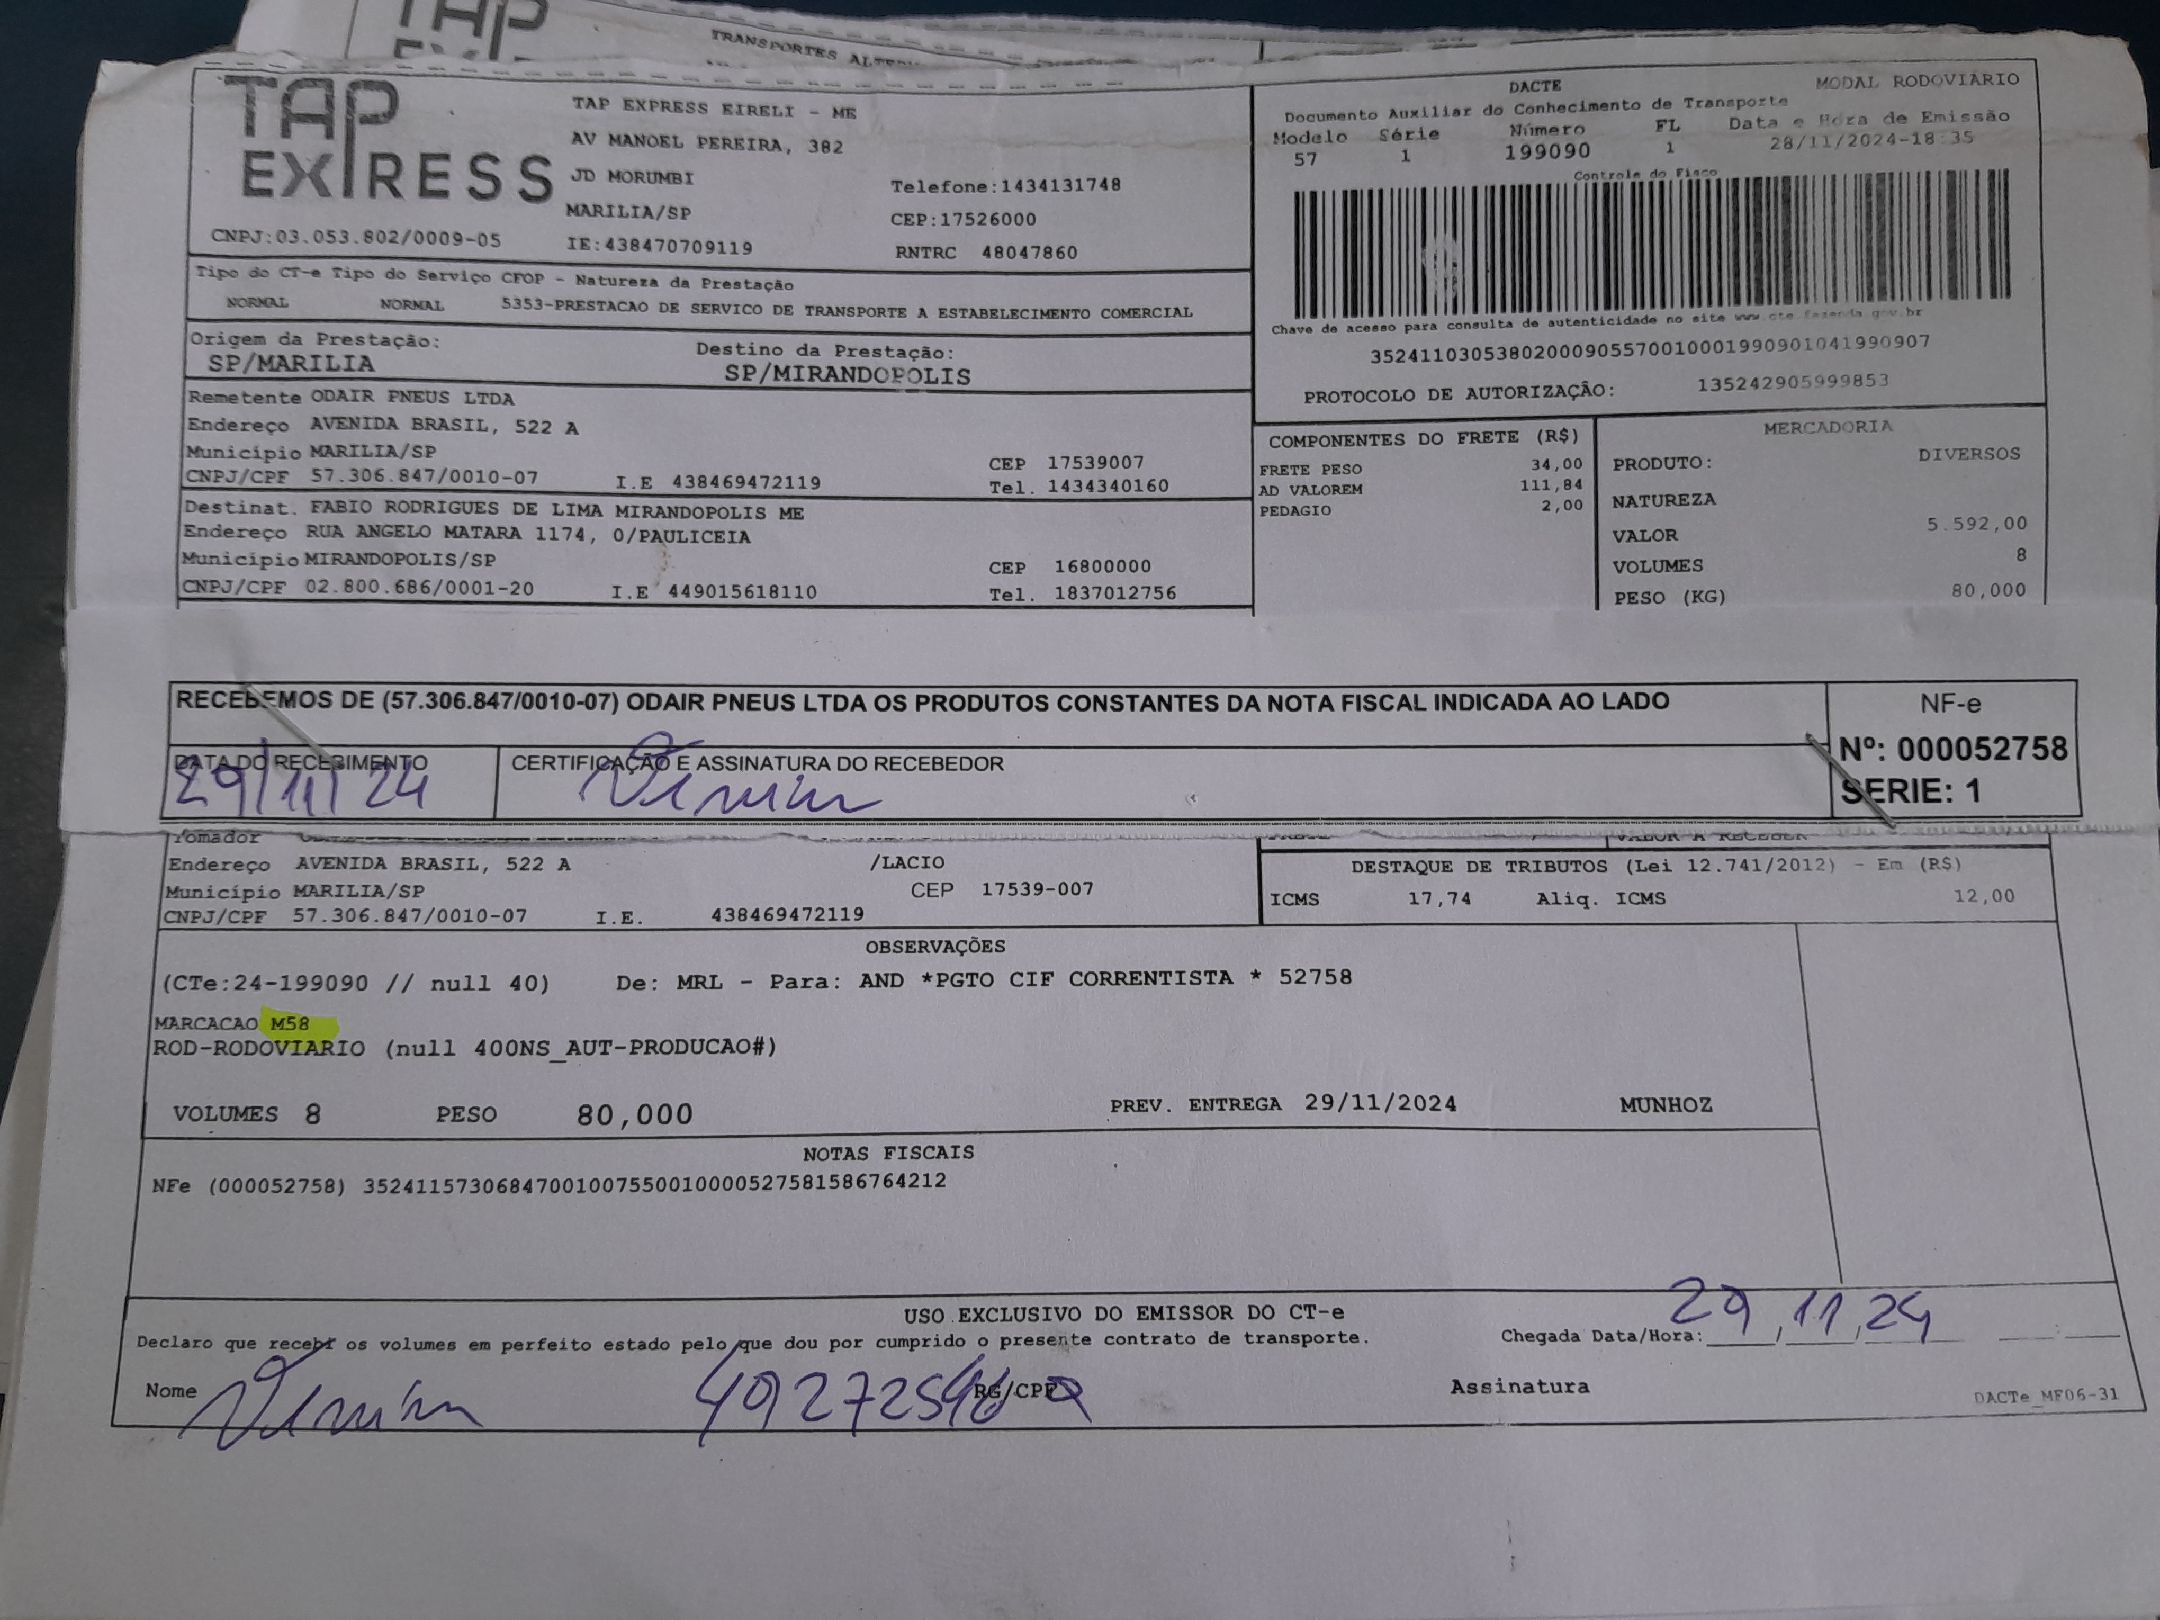 TRANSPORTES
TAP EXPRESS
TAP EXPRESS EIRELI - ME
AV MANOEL PEREIRA, 382
JD MORUMBI
MARILIA/SP
IE:438470709119
Telefone:1434131748
CEP:17526000
RNTRC 48047860
CNPJ:03.053.802/0009-05
DACTE
MODAL RODOVIARIO
Documento Auxiliar do Conhecimento de Transporte
Modelo Série Número FL Data e Hora de Emissão
57 1 199090 1 28/11/2024-18:35
Controle do Fisco
Chave de acesso para consulta de autenticidade no site www.cte.fazenda.gov.br
35241103053802000905570010001990901041990907
PROTOCOLO DE AUTORIZAÇÃO: 135242905999853
Tipo do CT-e Tipo do Serviço CFOP - Natureza da Prestação
NORMAL NORMAL 5353-PRESTACAO DE SERVICO DE TRANSPORTE A ESTABELECIMENTO COMERCIAL
Origem da Prestação: Destino da Prestação:
SP/MARILIA SP/MIRANDOPOLIS
Remetente ODAIR PNEUS LTDA
Endereço AVENIDA BRASIL, 522 A
Município MARILIA/SP CEP 17539007
CNPJ/CPF 57.306.847/0010-07 I.E 438469472119 Tel. 1434340160
Destinat. FABIO RODRIGUES DE LIMA MIRANDOPOLIS ME
Endereço RUA ANGELO MATARA 1174, 0/PAULICEIA
Município MIRANDOPOLIS/SP CEP 16800000
CNPJ/CPF 02.800.686/0001-20 I.E 449015618110 Tel. 1837012756
COMPONENTES DO FRETE (R$)
FRETE PESO 34,00
AD VALOREM 111,84
PEDAGIO 2,00
MERCADORIA
PRODUTO: DIVERSOS
NATUREZA
VALOR 5.592,00
VOLUMES 8
PESO (KG) 80,000
RECEBEMOS DE (57.306.847/0010-07) ODAIR PNEUS LTDA OS PRODUTOS CONSTANTES DA NOTA FISCAL INDICADA AO LADO
NF-e
Nº: 000052758
SERIE: 1
DATA DO RECEBIMENTO
29/11/24
CERTIFICAÇÃO E ASSINATURA DO RECEBEDOR
Tomador
VALOR A RECEBER
Endereço AVENIDA BRASIL, 522 A /LACIO
Município MARILIA/SP CEP 17539-007
CNPJ/CPF 57.306.847/0010-07 I.E. 438469472119
DESTAQUE DE TRIBUTOS (Lei 12.741/2012) - Em (R$)
ICMS 17,74 Aliq. ICMS 12,00
OBSERVAÇÕES
(CTe:24-199090 // null 40) De: MRL - Para: AND *PGTO CIF CORRENTISTA * 52758
MARCACAO M58
ROD-RODOVIARIO (null 400NS_AUT-PRODUCAO#)
VOLUMES 8 PESO 80,000 PREV. ENTREGA 29/11/2024 MUNHOZ
NOTAS FISCAIS
NFe (000052758) 35241157306847001007550010000527581586764212
USO EXCLUSIVO DO EMISSOR DO CT-e
Declaro que recebi os volumes em perfeito estado pelo que dou por cumprido o presente contrato de transporte.
Chegada Data/Hora: 29/11/24
Nome RG/CPF Assinatura
DACTe_MF06-31